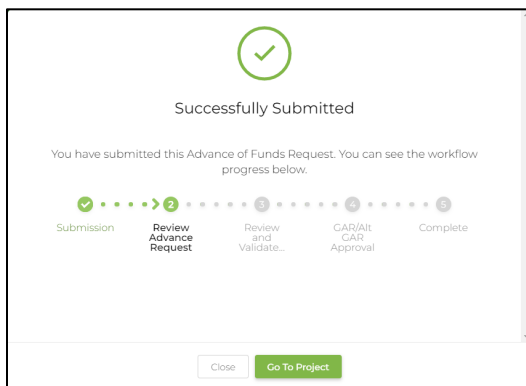 Successfully Submitted
You have submitted this Advance of Funds Request. You can see the workflow
progress below.
2 3 4 5
Submission Review Review GAR/Alt Complete
Advance and GAR
Request Validate... Approval
Close Go To Project